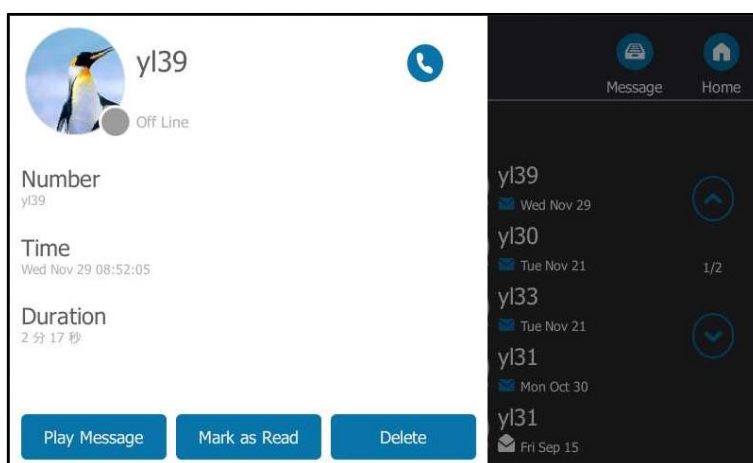 yl39
Off Line
Number
yl39
Time
Wed Nov 29 08:52:05
Duration
2 分 17 秒
Play Message
Mark as Read
Delete
Message
Home
yl39
Wed Nov 29
yl30
Tue Nov 21
1/2
yl33
Tue Nov 21
yl31
Mon Oct 30
yl31
Fri Sep 15